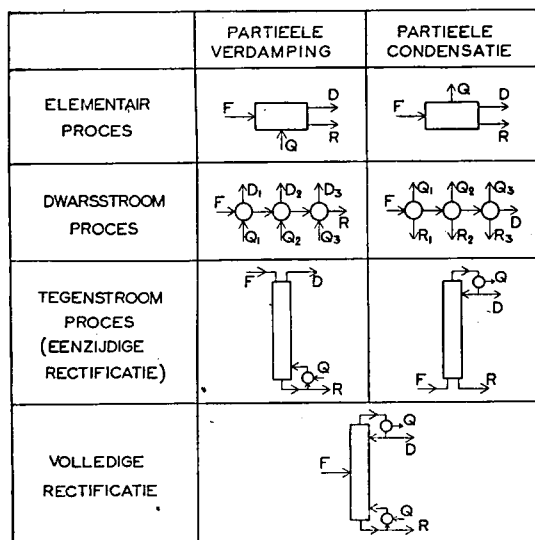 PARTIEELE
VERDAMPING
PARTIEELE
CONDENSATIE
ELEMENTAIR
PROCES
F D R Q
Q F D R
DWARSSTROOM
PROCES
D1 D2 D3
F R
Q1 Q2 Q3
Q1 Q2 Q3
F D
R1 R2 R3
TEGENSTROOM
PROCES
(EENZIJDIGE
RECTIFICATIE)
F D
Q
R
Q
D
F R
VOLLEDIGE
RECTIFICATIE
Q
D
F
Q
R